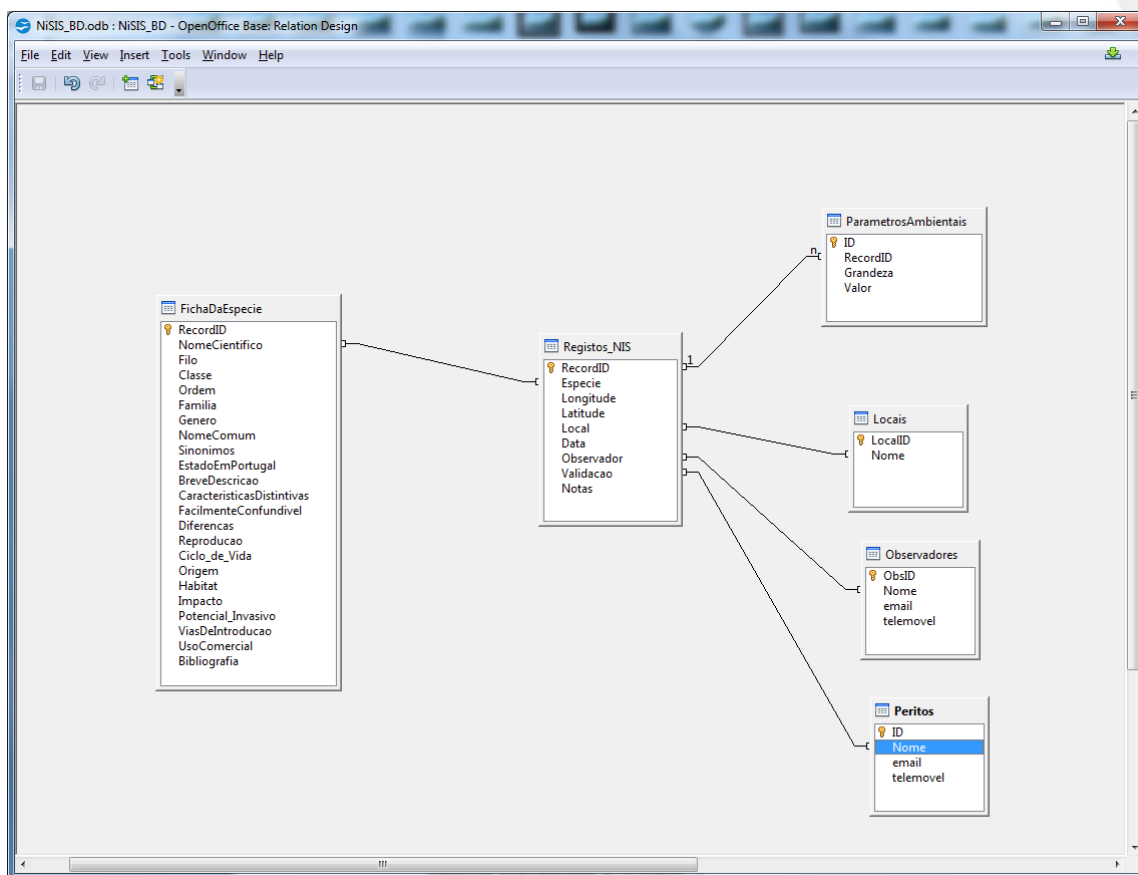 NiSIS_BD.odb : NiSIS_BD - OpenOffice Base: Relation Design
File Edit View Insert Tools Window Help
FichaDaEspecie
RecordID
NomeCientifico
Filo
Classe
Ordem
Familia
Genero
NomeComum
Sinonimos
EstadoEmPortugal
BreveDescricao
CaracteristicasDistintivas
FacilmenteConfundivel
Diferencas
Reproducao
Ciclo_de_Vida
Origem
Habitat
Impacto
Potencial_Invasivo
ViasDeIntroducao
UsoComercial
Bibliografia
Registos_NIS
RecordID
Especie
Longitude
Latitude
Local
Data
Observador
Validacao
Notas
1
n
ParametrosAmbientais
ID
RecordID
Grandeza
Valor
Locais
LocalID
Nome
Observadores
ObsID
Nome
email
telemovel
Peritos
ID
Nome
email
telemovel